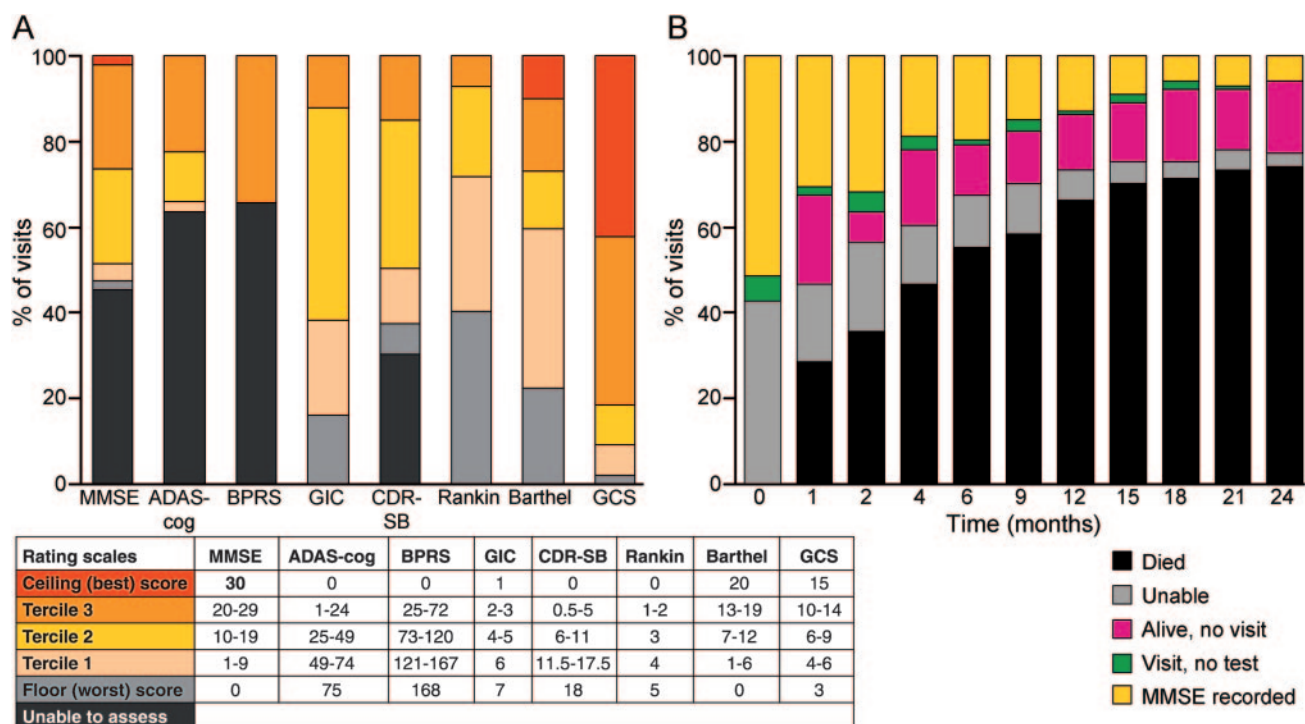 A
B
100
80
60
40
20
0
% of visits
MMSE ADAS-cog BPRS GIC CDR-SB Rankin Barthel GCS
100
80
60
40
20
0
% of visits
0 1 2 4 6 9 12 15 18 21 24
Time (months)
Rating scales MMSE ADAS-cog BPRS GIC CDR-SB Rankin Barthel GCS
Ceiling (best) score 30 0 0 1 0 0 20 15
Tercile 3 20-29 1-24 25-72 2-3 0.5-5 1-2 13-19 10-14
Tercile 2 10-19 25-49 73-120 4-5 6-11 3 7-12 6-9
Tercile 1 1-9 49-74 121-167 6 11.5-17.5 4 1-6 4-6
Floor (worst) score 0 75 168 7 18 5 0 3
Unable to assess
Died
Unable
Alive, no visit
Visit, no test
MMSE recorded